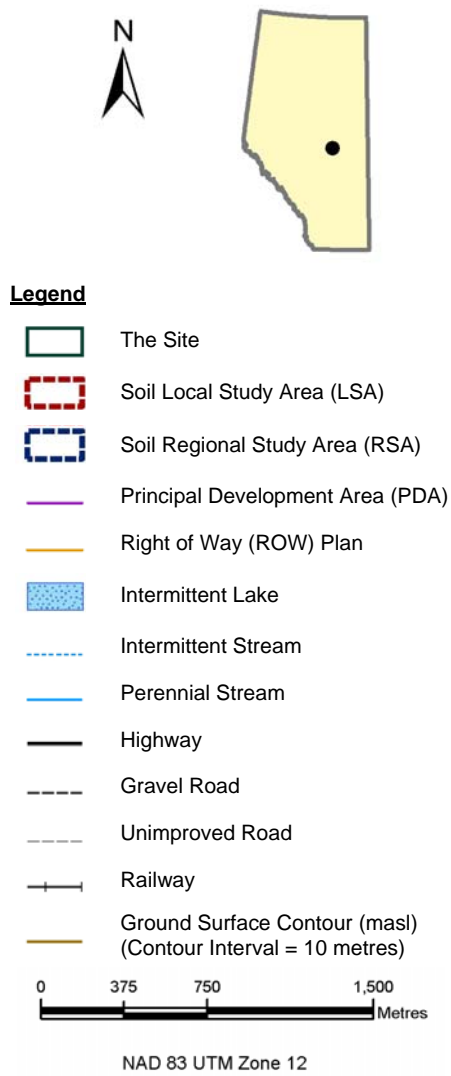 N
Legend
The Site
Soil Local Study Area (LSA)
Soil Regional Study Area (RSA)
Principal Development Area (PDA)
Right of Way (ROW) Plan
Intermittent Lake
Intermittent Stream
Perennial Stream
Highway
Gravel Road
Unimproved Road
Railway
Ground Surface Contour (masl)
(Contour Interval = 10 metres)
0 375 750 1,500
Metres
NAD 83 UTM Zone 12